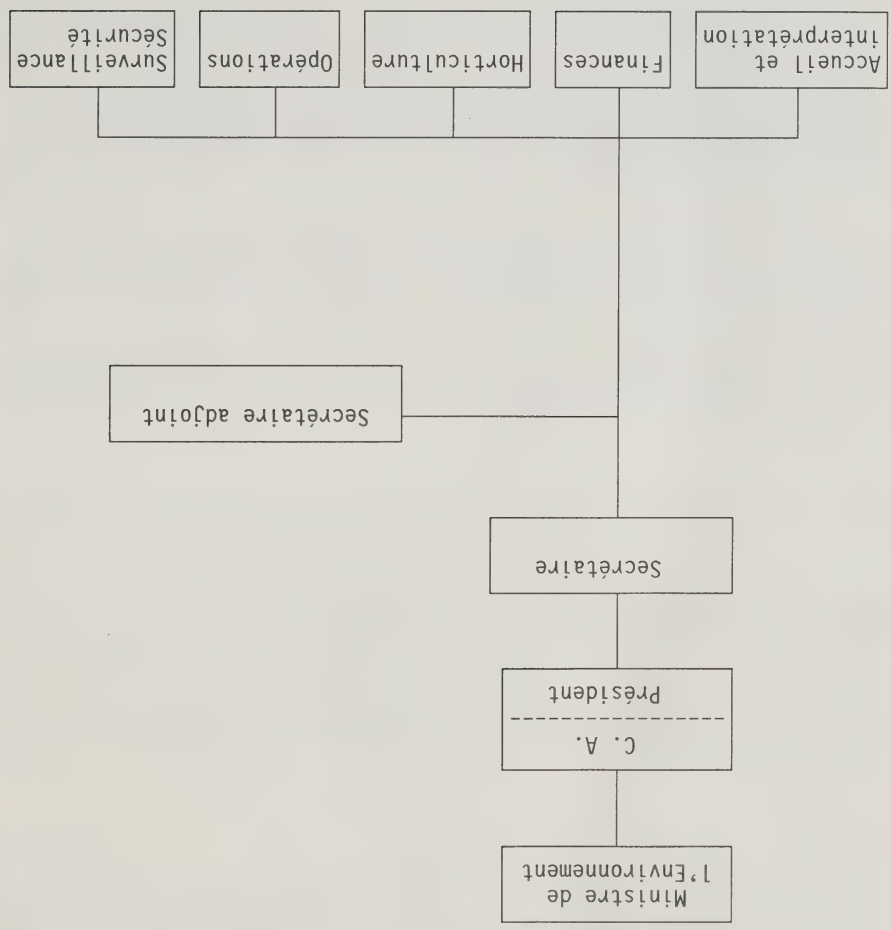 Ministre de
l'Environnement
C. A.
Président
Secrétaire
Secrétaire adjoint
Accueil et
interprétation
Finances
Horticulture
Opérations
Surveillance
Sécurité